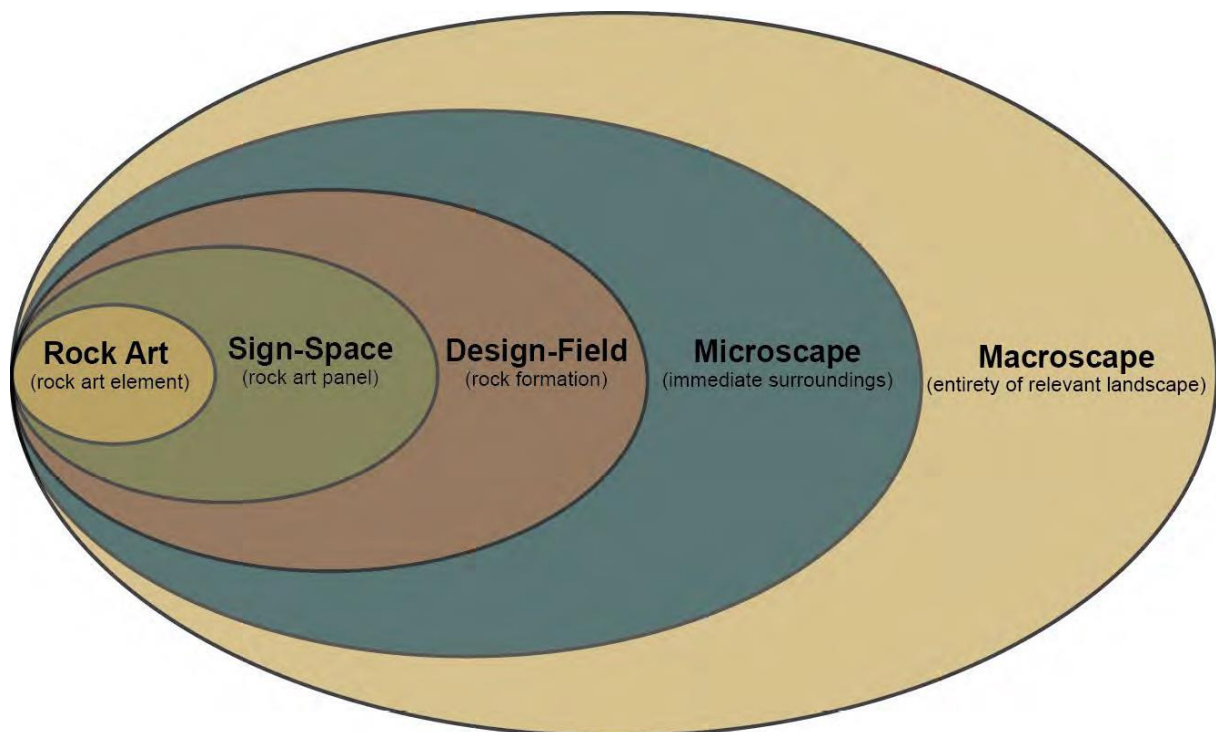 Rock Art
(rock art element)
Sign-Space
(rock art panel)
Design-Field
(rock formation)
Microscape
(immediate surroundings)
Macroscape
(entirety of relevant landscape)